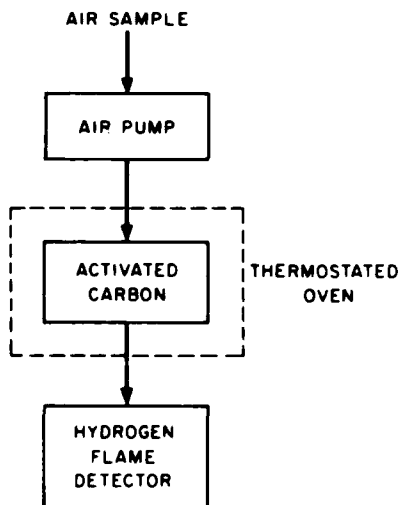 AIR SAMPLE
AIR PUMP
ACTIVATED
CARBON
THERMOSTATED
OVEN
HYDROGEN
FLAME
DETECTOR